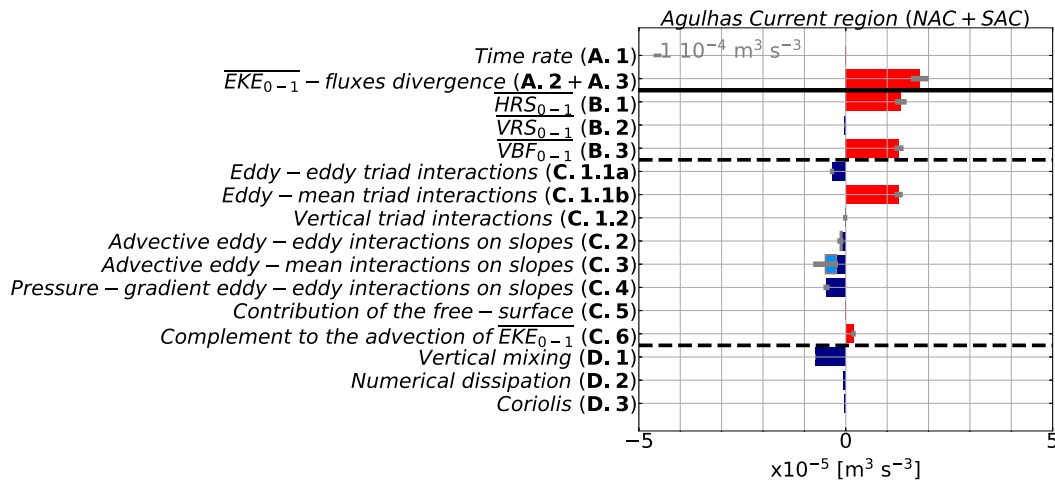 Agulhas Current region (NAC + SAC)
1 10⁻⁴ m³ s⁻³
Time rate (A. 1)
EKE₀₋₁ − fluxes divergence (A. 2 + A. 3)
HRS₀₋₁ (B. 1)
VRS₀₋₁ (B. 2)
VBF₀₋₁ (B. 3)
Eddy − eddy triad interactions (C. 1.1a)
Eddy − mean triad interactions (C. 1.1b)
Vertical triad interactions (C. 1.2)
Advective eddy − eddy interactions on slopes (C. 2)
Advective eddy − mean interactions on slopes (C. 3)
Pressure − gradient eddy − eddy interactions on slopes (C. 4)
Contribution of the free − surface (C. 5)
Complement to the advection of EKE₀₋₁ (C. 6)
Vertical mixing (D. 1)
Numerical dissipation (D. 2)
Coriolis (D. 3)
−5 0 5
x10⁻⁵ [m³ s⁻³]